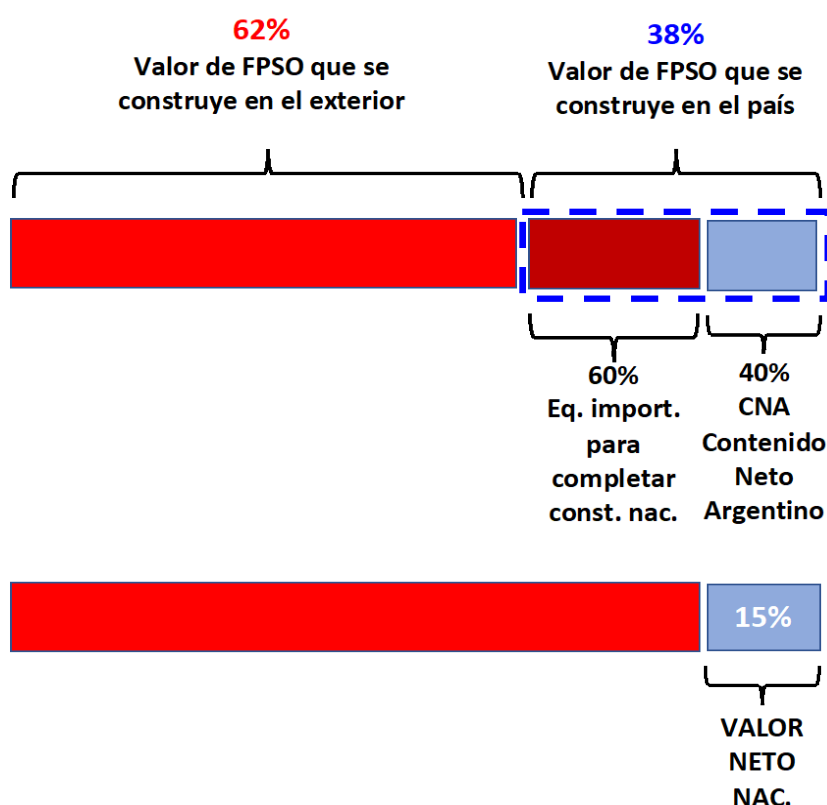 62%
Valor de FPSO que se
construye en el exterior
38%
Valor de FPSO que se
construye en el país
60%
Eq. import.
para
completar
const. nac.
40%
CNA
Contenido
Neto
Argentino
15%
VALOR
NETO
NAC.